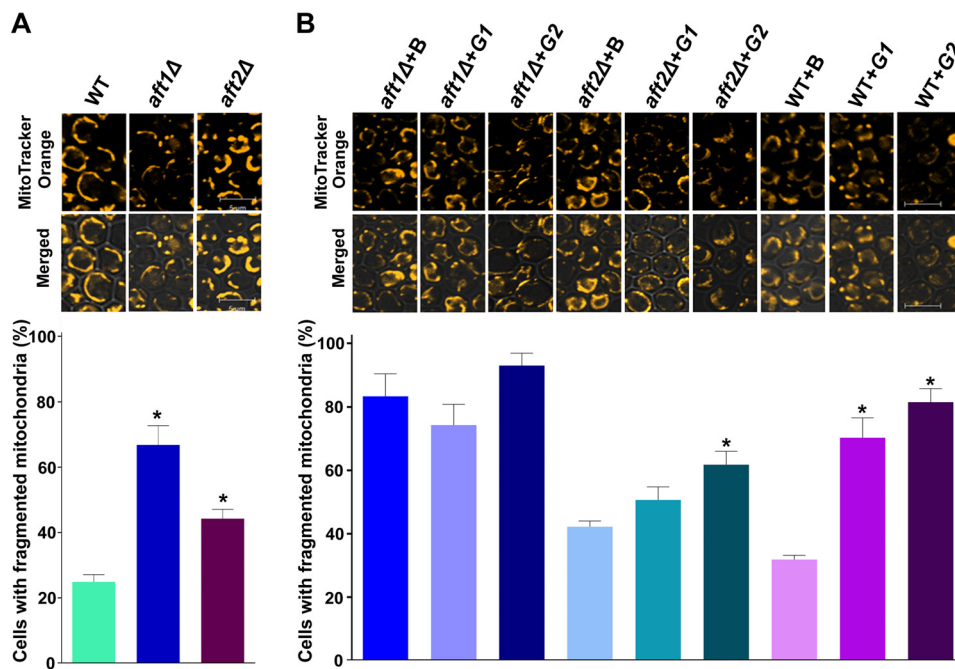 A
WT
aft1Δ
aft2Δ
MitoTracker
Orange
5μm
Merged
5μm
Cells with fragmented mitochondria (%)
100
80
60
40
20
0
*
*
B
aft1Δ+B
aft1Δ+G1
aft1Δ+G2
aft2Δ+B
aft2Δ+G1
aft2Δ+G2
WT+B
WT+G1
WT+G2
MitoTracker
Orange
Merged
Cells with fragmented mitochondria (%)
100
80
60
40
20
0
*
*
*